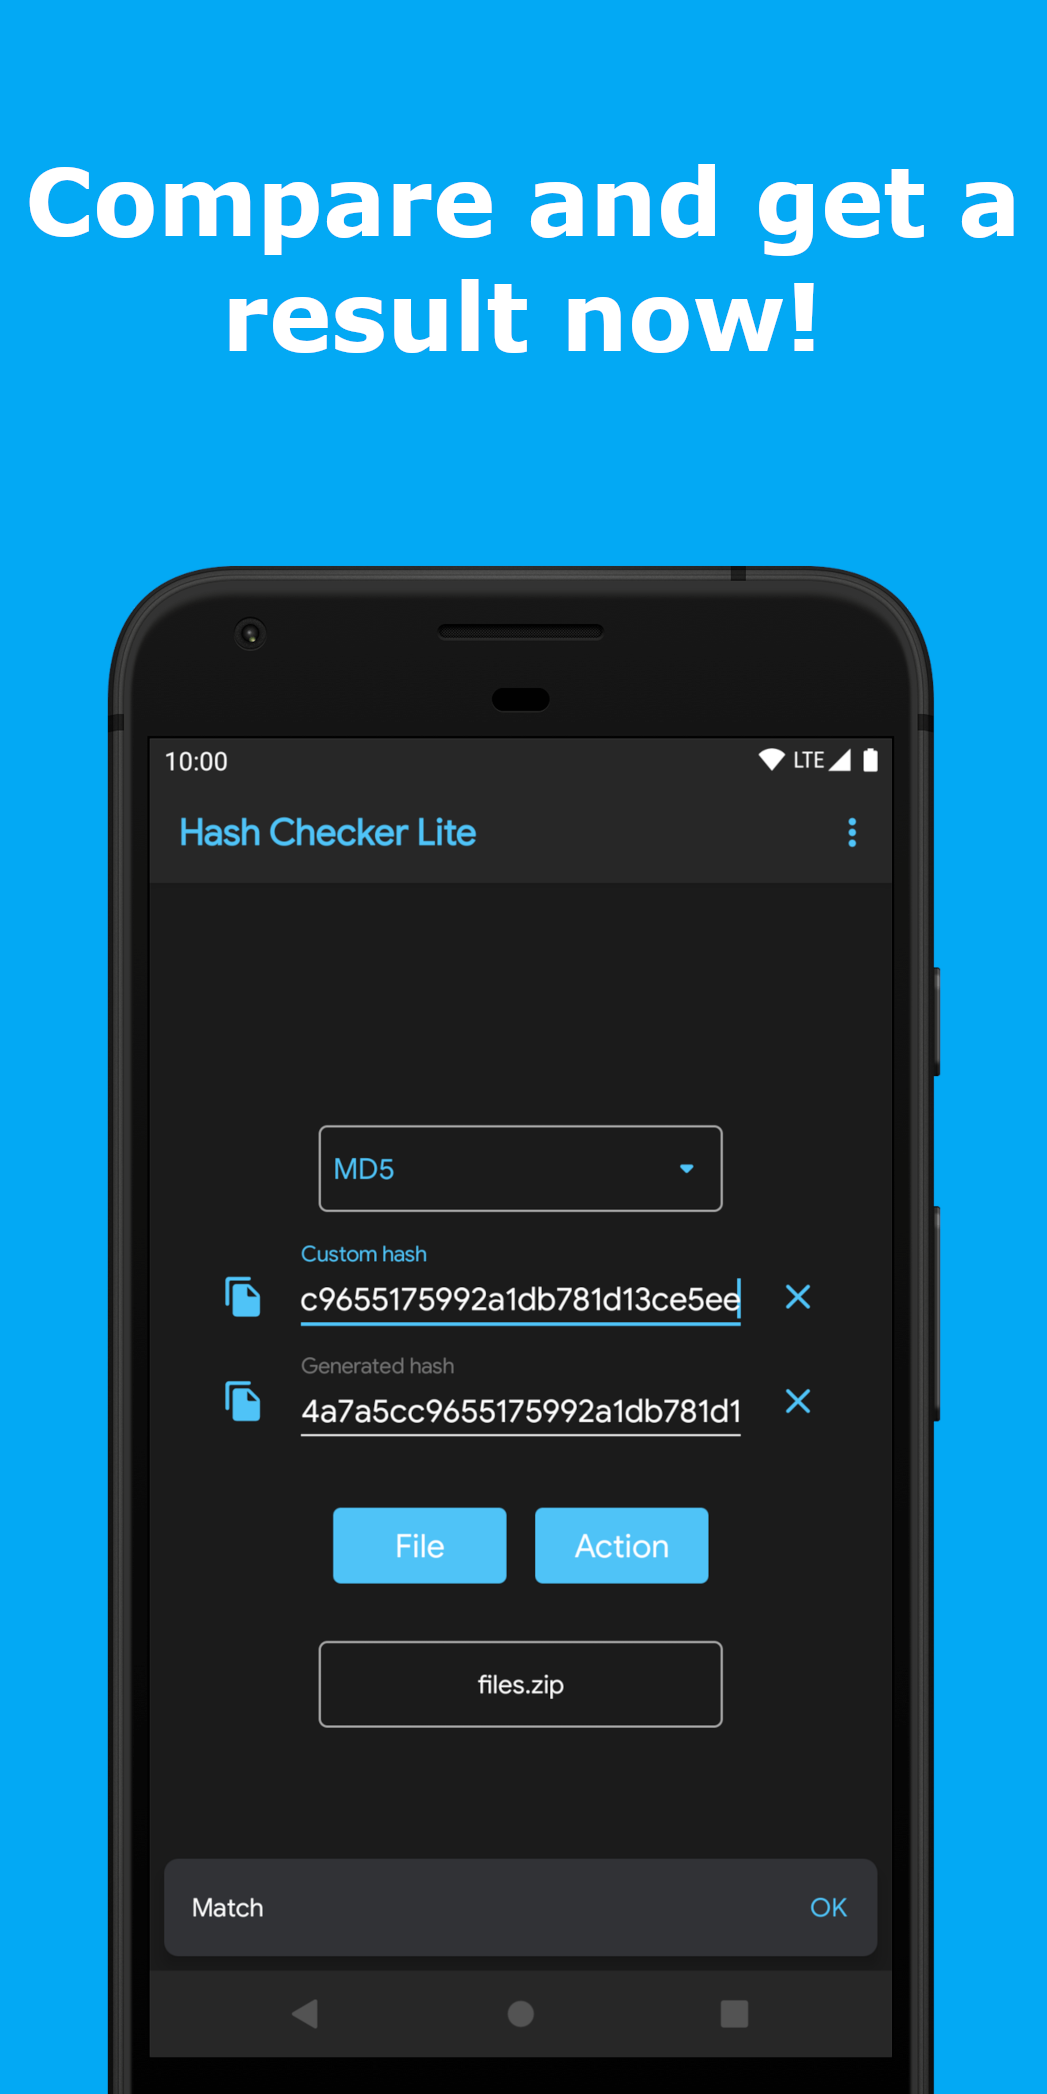 Compare and get a
result now!
10:00 LTE
Hash Checker Lite
MD5
Custom hash
c9655175992a1db781d13ce5ee
Generated hash
4a7a5cc9655175992a1db781d1
File Action
files.zip
Match OK